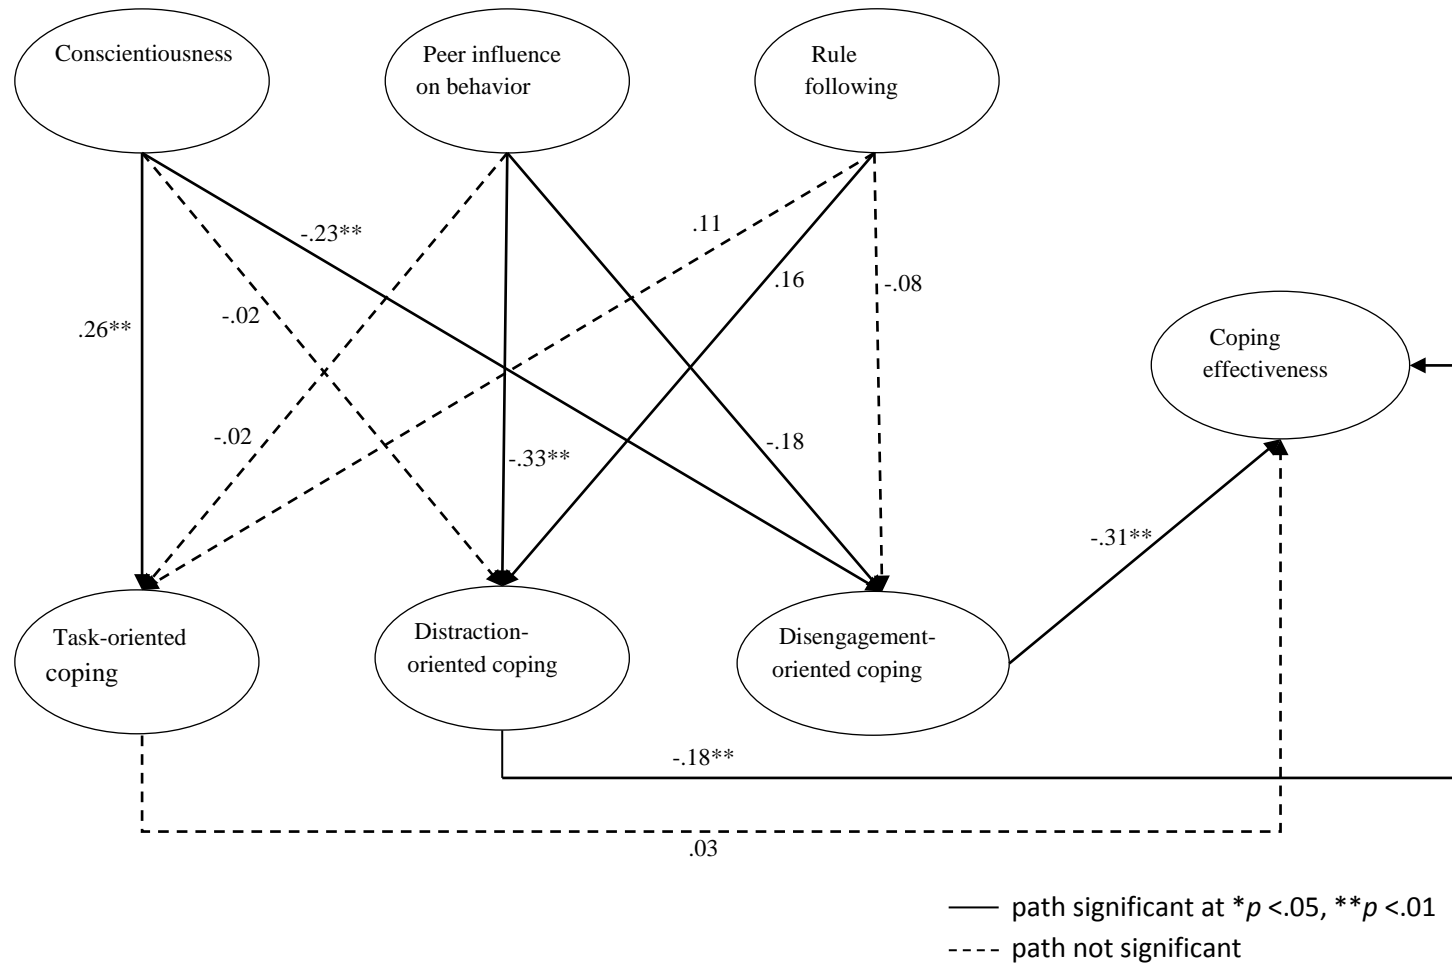 Conscientiousness
Peer influence
on behavior
Rule
following
-.23**
.11
.16
-.08
-.02
.26**
Coping
effectiveness
-.02
-.33**
-.18
-.31**
Task-oriented
coping
Distraction-
oriented coping
Disengagement-
oriented coping
-.18**
.03
path significant at *p <.05, **p <.01
path not significant